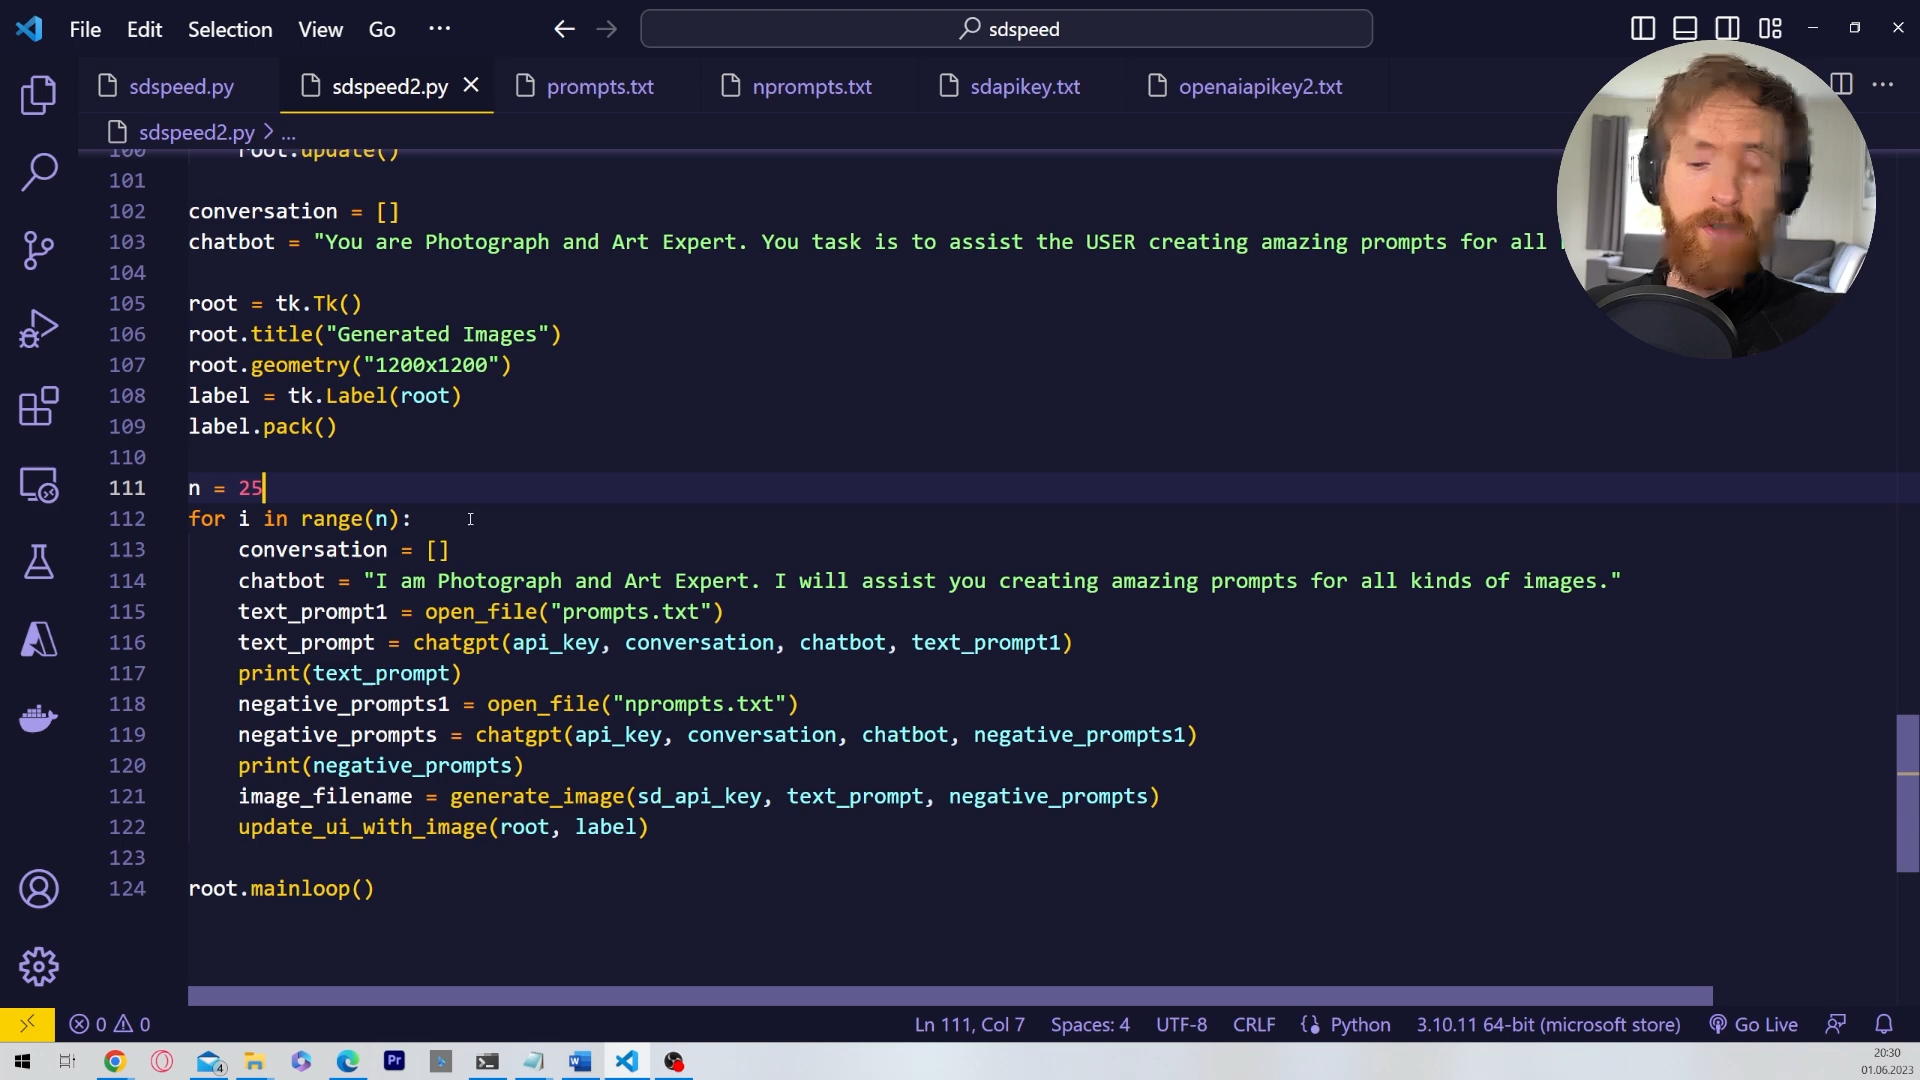 File Edit Selection View Go ··· sdspeed
sdspeed.py sdspeed2.py prompts.txt nprompts.txt sdapikey.txt openaiapikey2.txt
sdspeed2.py > ...
100 root.update()
101
102 conversation = []
103 chatbot = "You are Photograph and Art Expert. You task is to assist the USER creating amazing prompts for all
104
105 root = tk.Tk()
106 root.title("Generated Images")
107 root.geometry("1200x1200")
108 label = tk.Label(root)
109 label.pack()
110
111 n = 25
112 for i in range(n):
113 conversation = []
114 chatbot = "I am Photograph and Art Expert. I will assist you creating amazing prompts for all kinds of images."
115 text_prompt1 = open_file("prompts.txt")
116 text_prompt = chatgpt(api_key, conversation, chatbot, text_prompt1)
117 print(text_prompt)
118 negative_prompts1 = open_file("nprompts.txt")
119 negative_prompts = chatgpt(api_key, conversation, chatbot, negative_prompts1)
120 print(negative_prompts)
121 image_filename = generate_image(sd_api_key, text_prompt, negative_prompts)
122 update_ui_with_image(root, label)
123
124 root.mainloop()
0 0 Ln 111, Col 7 Spaces: 4 UTF-8 CRLF Python 3.10.11 64-bit (microsoft store) Go Live
4 Pr
20:30
01.06.2023